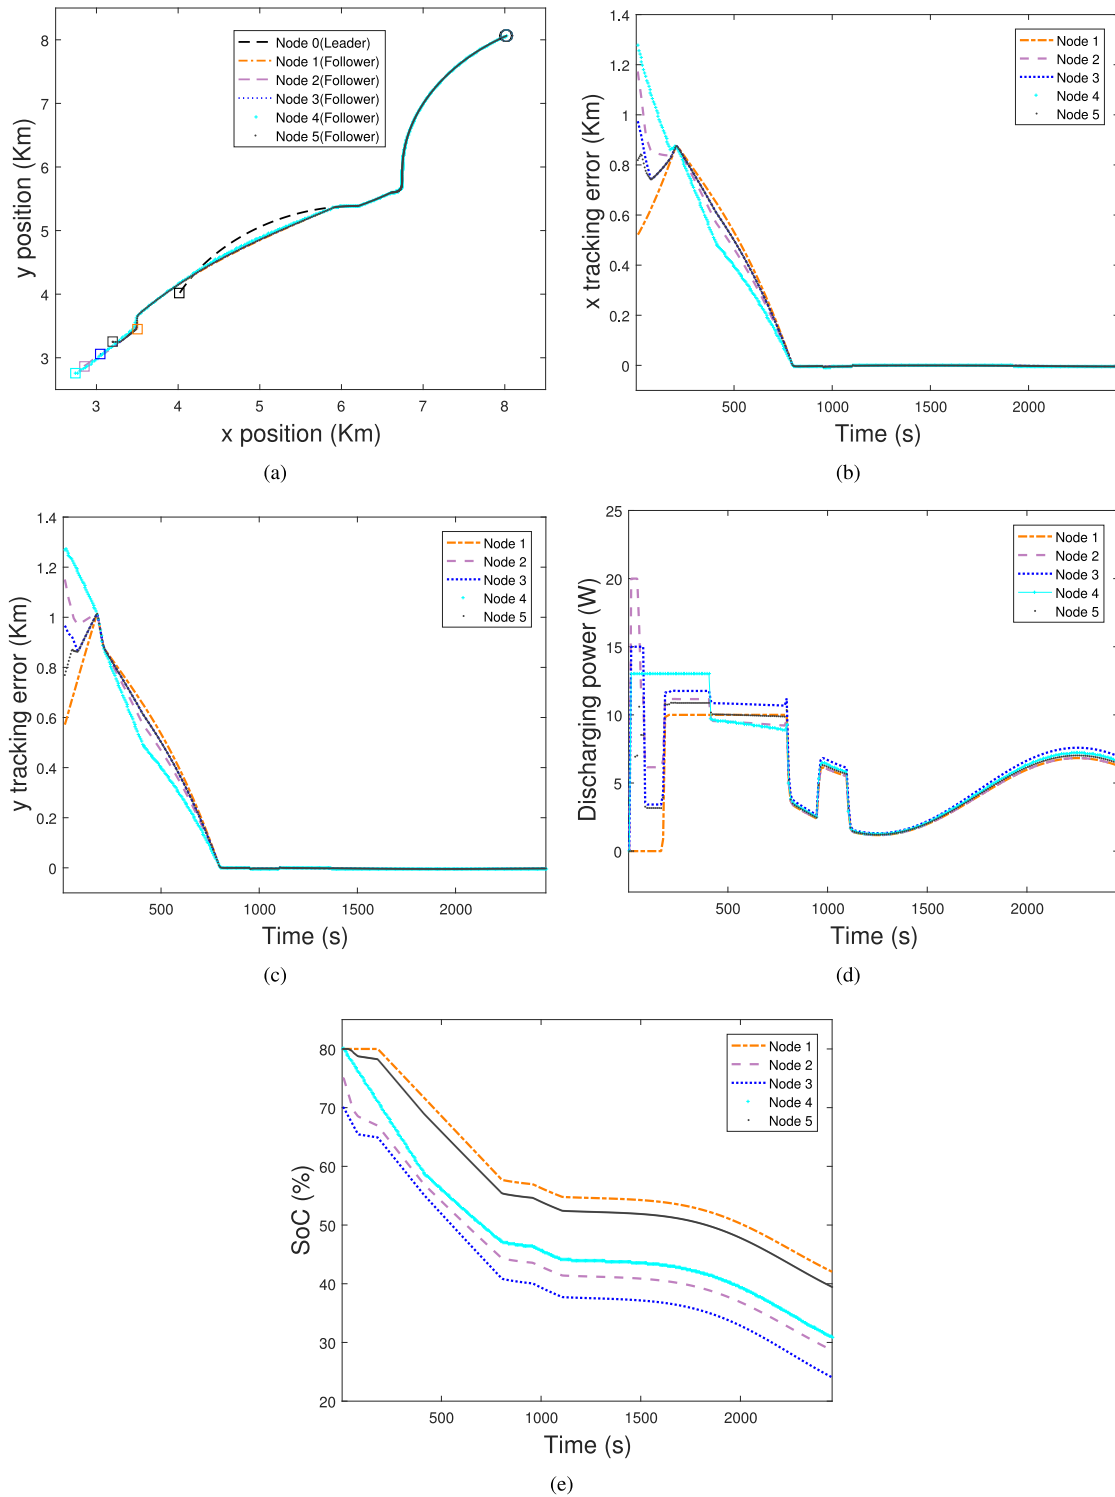 8
7
6
5
4
3
3
4
5
6
7
8
y position (Km)
x position (Km)
Node 0(Leader)
Node 1(Follower)
Node 2(Follower)
Node 3(Follower)
Node 4(Follower)
Node 5(Follower)
(a)
1.4
1.2
1
0.8
0.6
0.4
0.2
0
-0.1
500
1000
1500
2000
x tracking error (Km)
Time (s)
Node 1
Node 2
Node 3
Node 4
Node 5
(b)
1.4
1.2
1
0.8
0.6
0.4
0.2
0
-0.1
500
1000
1500
2000
y tracking error (Km)
Time (s)
Node 1
Node 2
Node 3
Node 4
Node 5
(c)
25
20
15
10
5
0
500
1000
1500
2000
Discharging power (W)
Time (s)
Node 1
Node 2
Node 3
Node 4
Node 5
(d)
80
70
60
50
40
30
20
500
1000
1500
2000
SoC (%)
Time (s)
Node 1
Node 2
Node 3
Node 4
Node 5
(e)